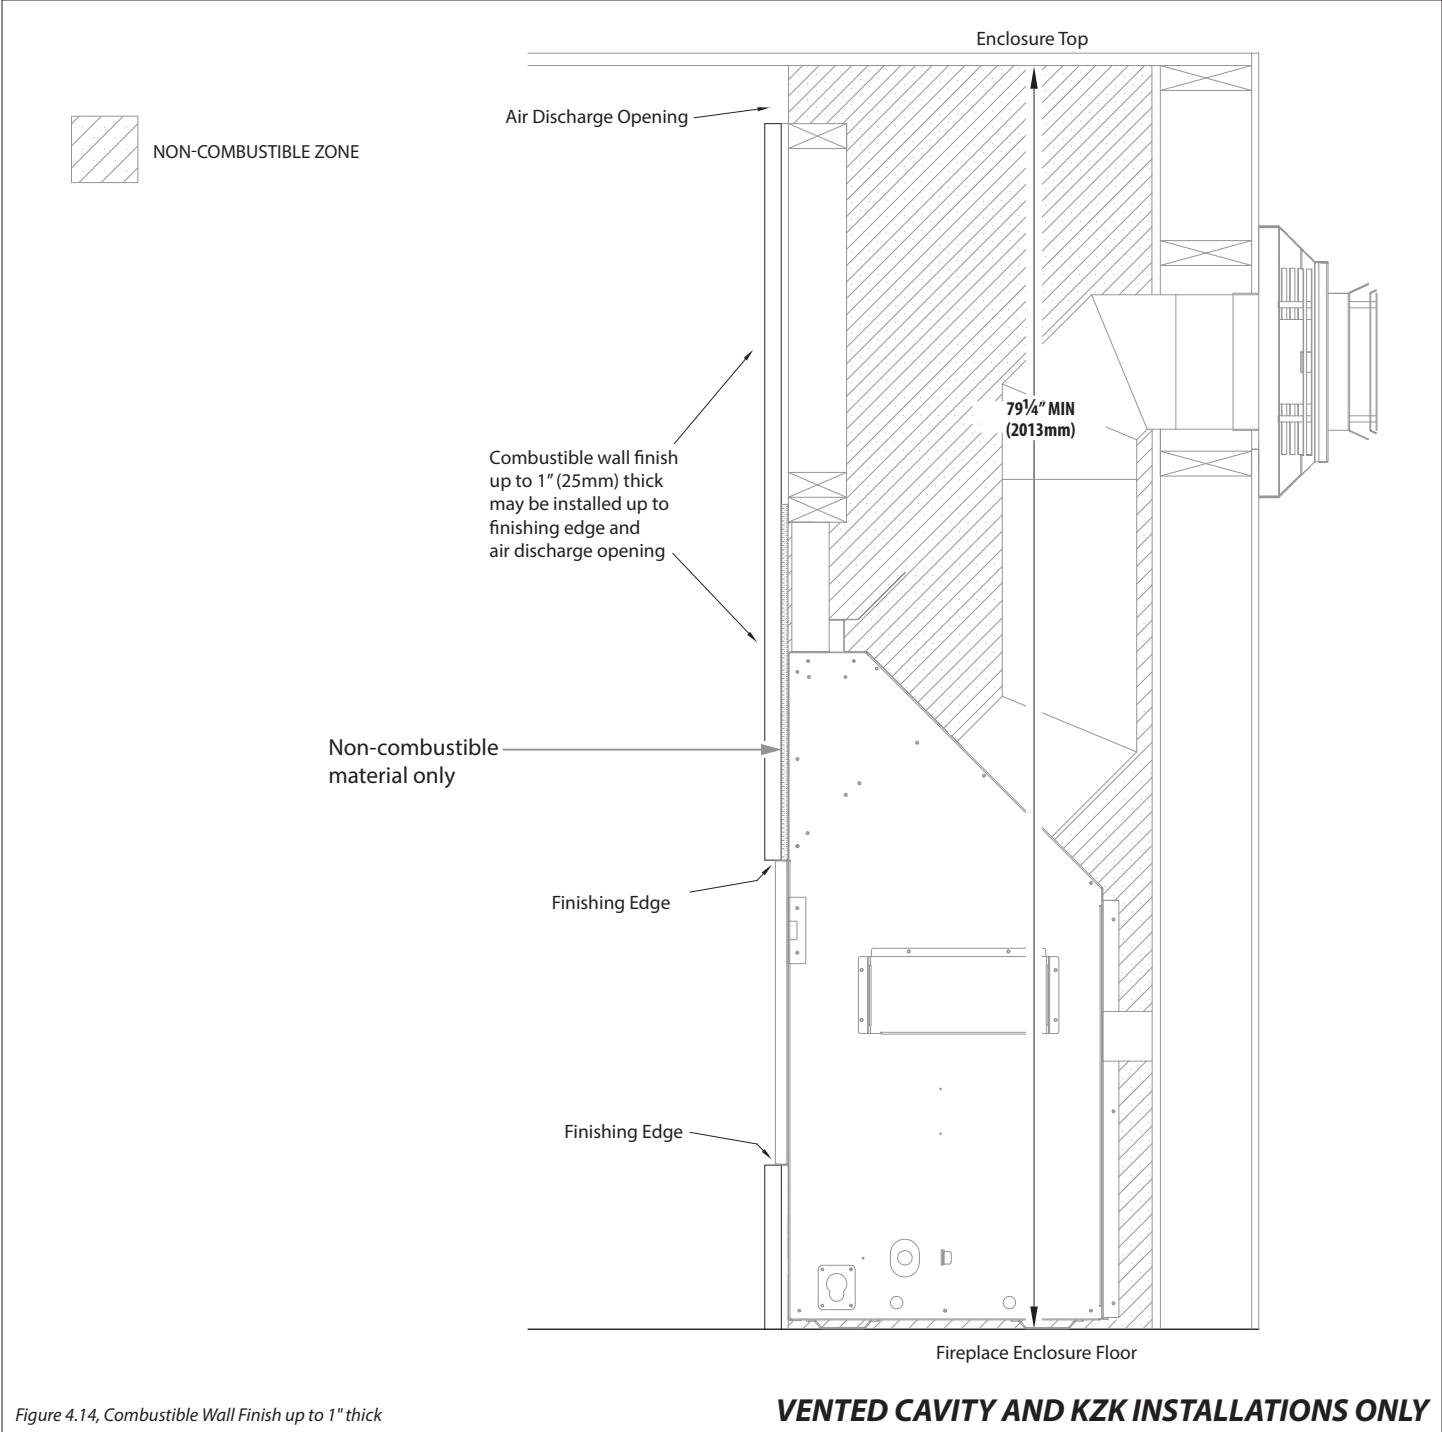 Enclosure Top
Air Discharge Opening
NON-COMBUSTIBLE ZONE
79¼” MIN
(2013mm)
Combustible wall finish
up to 1” (25mm) thick
may be installed up to
finishing edge and
air discharge opening
Non-combustible
material only
Finishing Edge
Finishing Edge
Fireplace Enclosure Floor
Figure 4.14, Combustible Wall Finish up to 1" thick
VENTED CAVITY AND KZK INSTALLATIONS ONLY